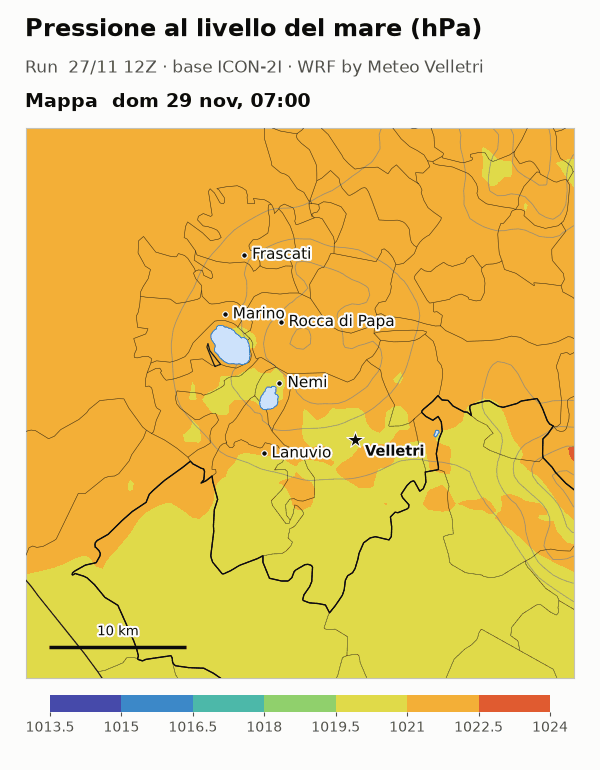 Pressione al livello del mare (hPa)
Run  27/11 12Z · base ICON-2I · WRF by Meteo Velletri
Mappa  dom 29 nov, 07:00
Frascati
Marino
Rocca di Papa
Nemi
Velletri
Lanuvio
10 km
1013.5 1015 1016.5 1018 1019.5 1021 1022.5 1024